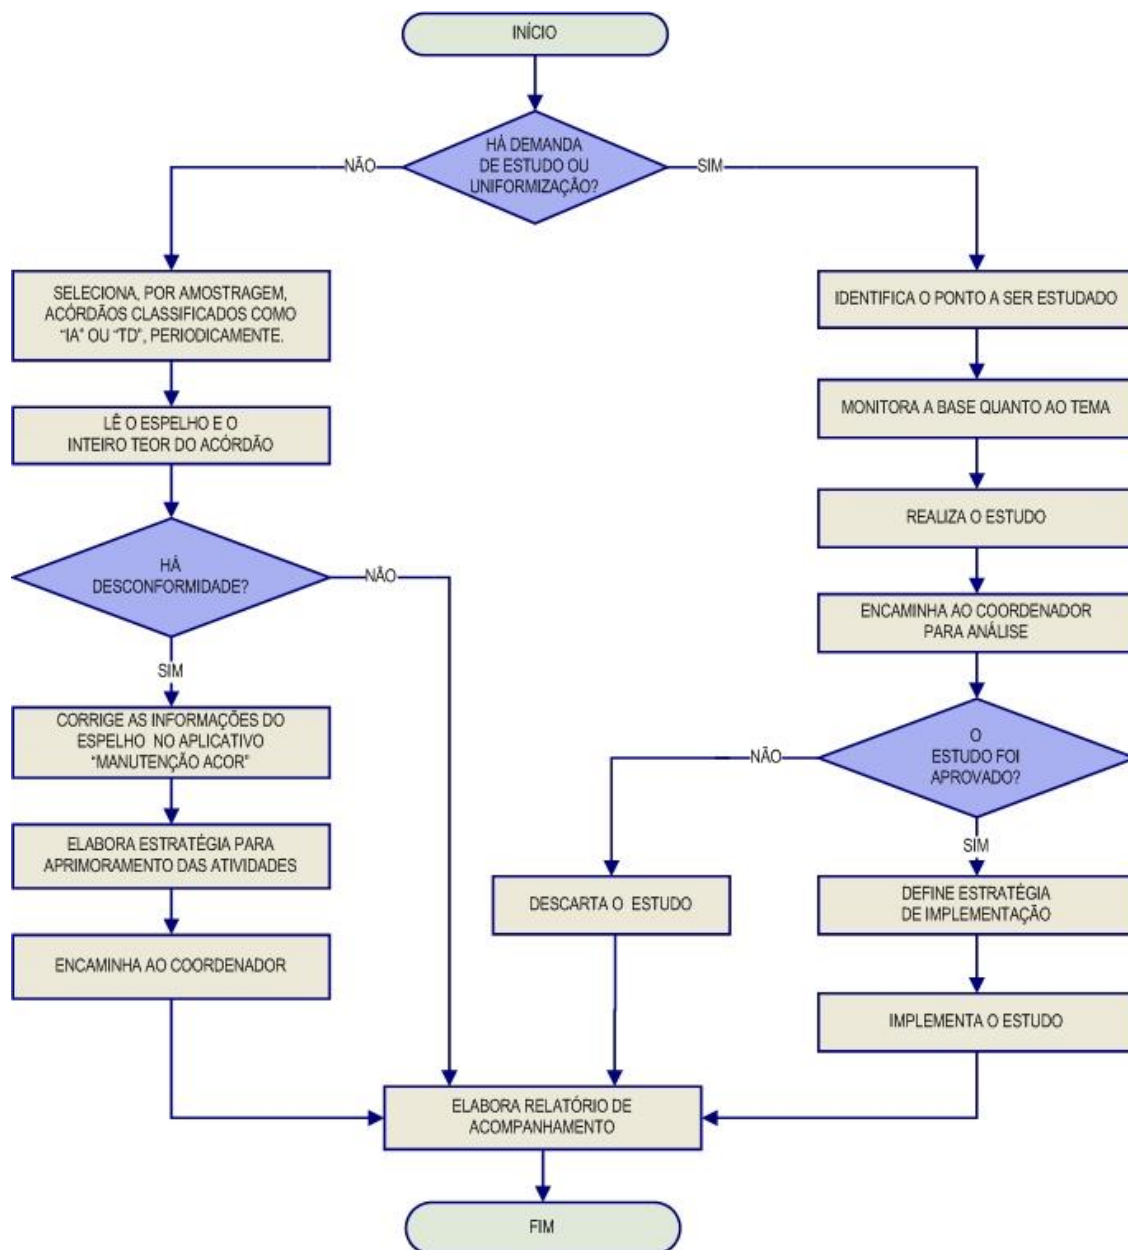 INÍCIO
HÁ DEMANDA
DE ESTUDO OU
UNIFORMIZAÇÃO?
NÃO
SIM
SELECIONA, POR AMOSTRAGEM,
ACÓRDÃOS CLASSIFICADOS COMO
“IA” OU “TD”, PERIODICAMENTE.
LÊ O ESPELHO E O
INTEIRO TEOR DO ACÓRDÃO
HÁ
DESCONFORMIDADE?
NÃO
SIM
CORRIGE AS INFORMAÇÕES DO
ESPELHO NO APLICATIVO
“MANUTENÇÃO ACOR”
ELABORA ESTRATÉGIA PARA
APRIMORAMENTO DAS ATIVIDADES
ENCAMINHA AO COORDENADOR
IDENTIFICA O PONTO A SER ESTUDADO
MONITORA A BASE QUANTO AO TEMA
REALIZA O ESTUDO
ENCAMINHA AO COORDENADOR
PARA ANÁLISE
O
ESTUDO FOI
APROVADO?
NÃO
SIM
DESCARTA O ESTUDO
DEFINE ESTRATÉGIA
DE IMPLEMENTAÇÃO
IMPLEMENTA O ESTUDO
ELABORA RELATÓRIO DE
ACOMPANHAMENTO
FIM